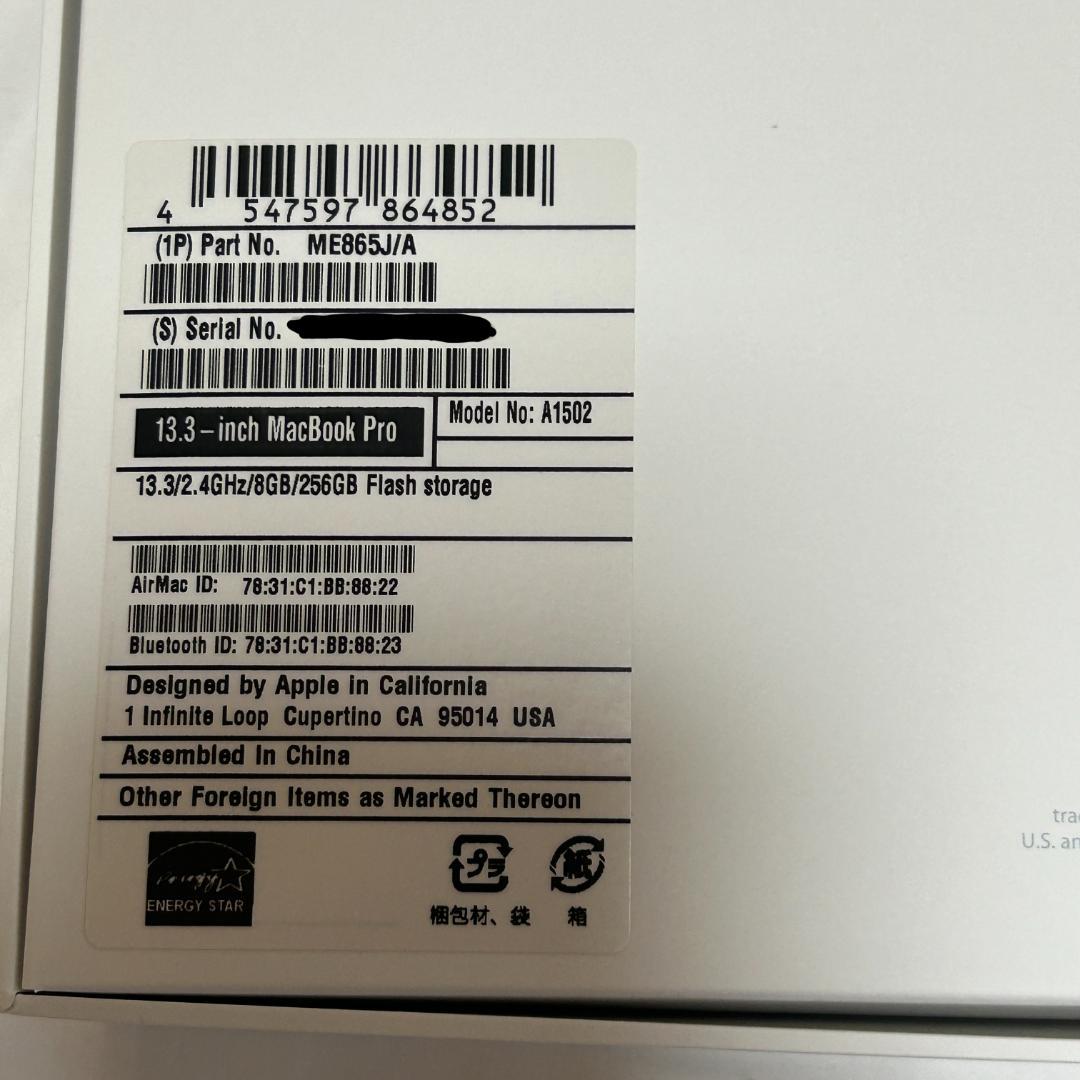 4 547597 864852
(1P) Part No. ME865J/A
(S) Serial No.
13.3-inch MacBook Pro
Model No: A1502
13.3/2.4GHz/8GB/256GB Flash storage
AirMac ID: 78:31:C1:BB:88:22
Bluetooth ID: 78:31:C1:BB:88:23
Designed by Apple in California
1 Infinite Loop Cupertino CA 95014 USA
Assembled In China
Other Foreign Items as Marked Thereon
energy
ENERGY STAR
プラ
紙
梱包材、袋
箱
trad
U.S. an